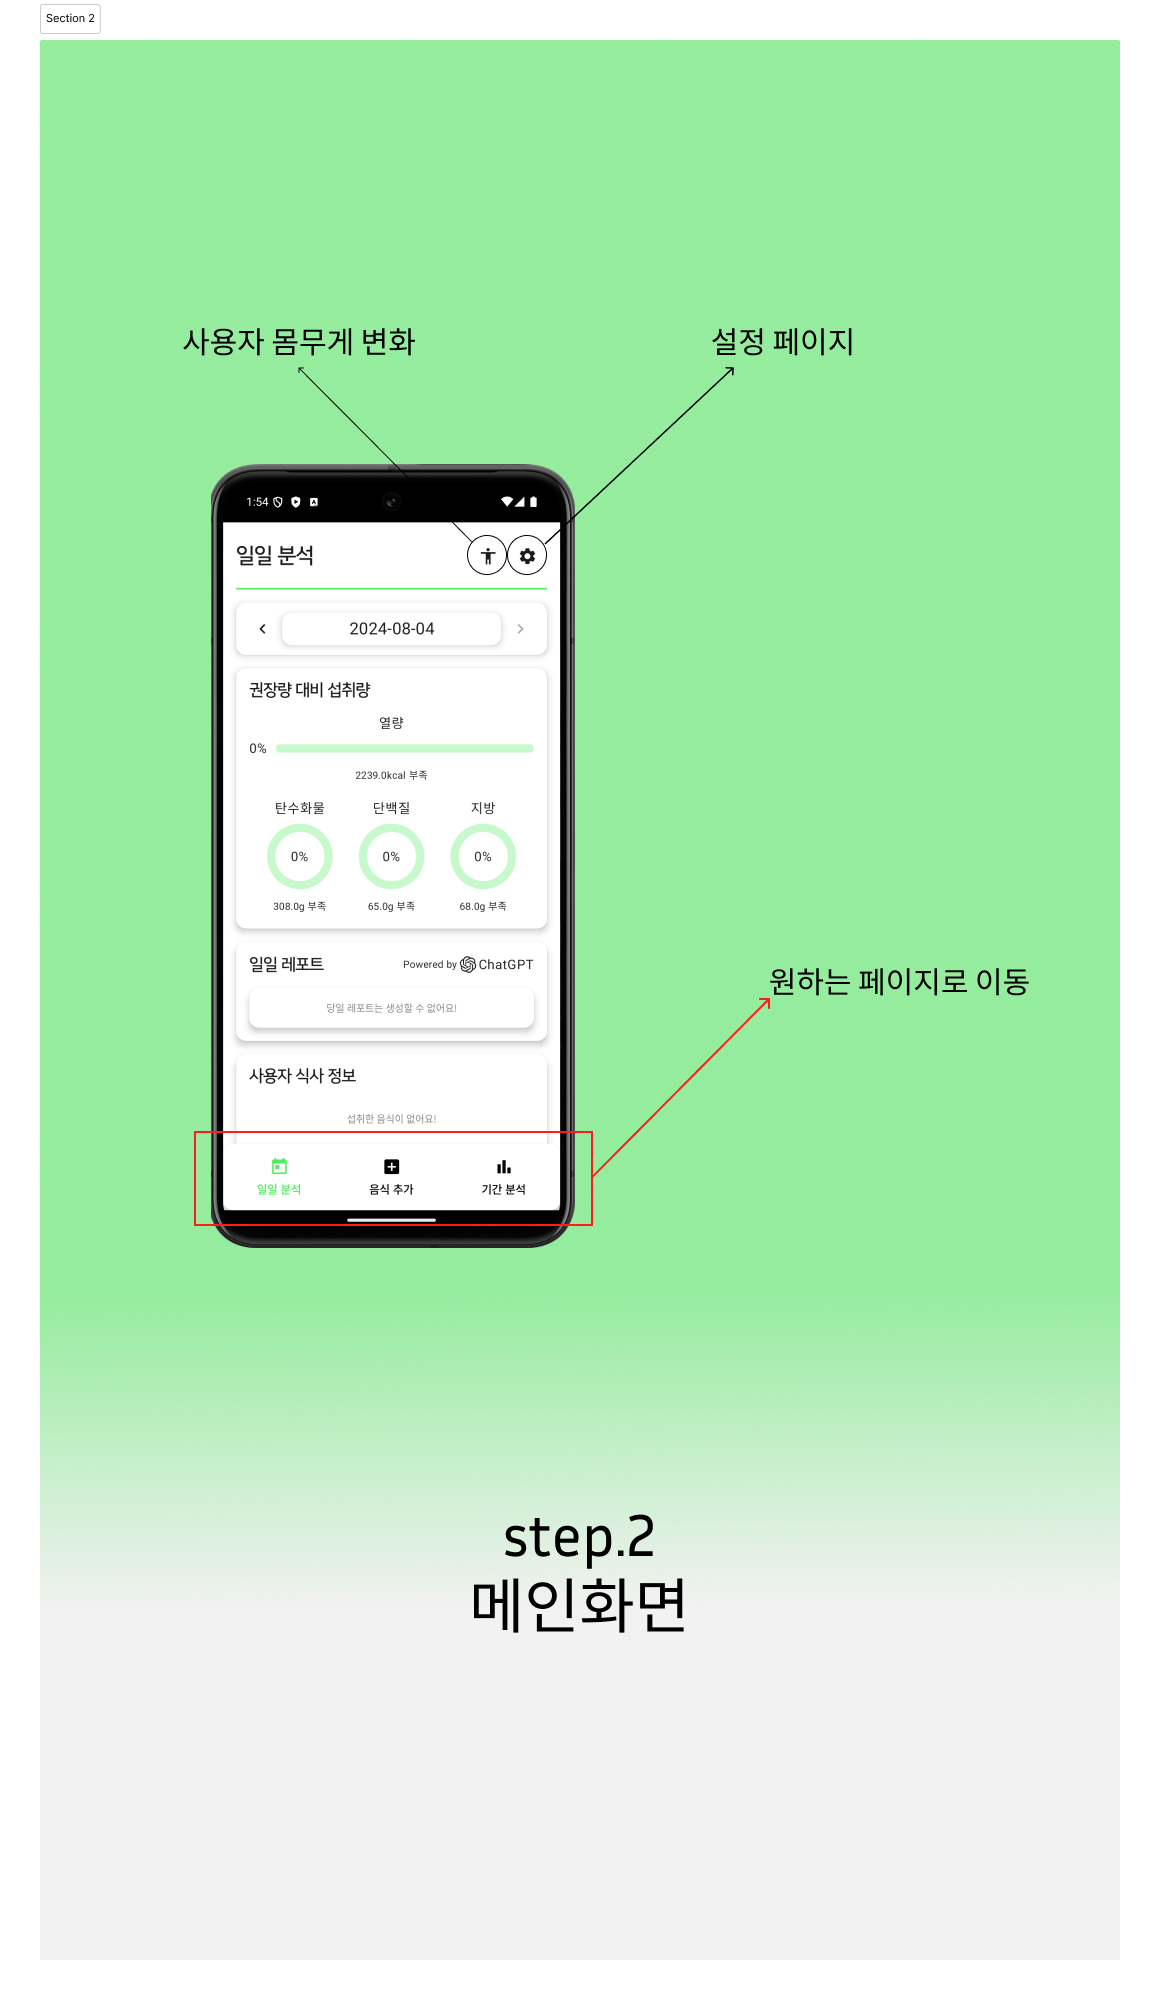 Section 2
사용자 몸무게 변화
설정 페이지
1:54
일일 분석
2024-08-04
권장량 대비 섭취량
열량
0%
2239.0kcal 부족
탄수화물 단백질 지방
0% 0% 0%
308.0g 부족 65.0g 부족 68.0g 부족
일일 레포트 Powered by ChatGPT
당일 레포트는 생성할 수 없어요!
원하는 페이지로 이동
사용자 식사 정보
섭취한 음식이 없어요!
일일 분석 음식 추가 기간 분석
step.2
메인화면